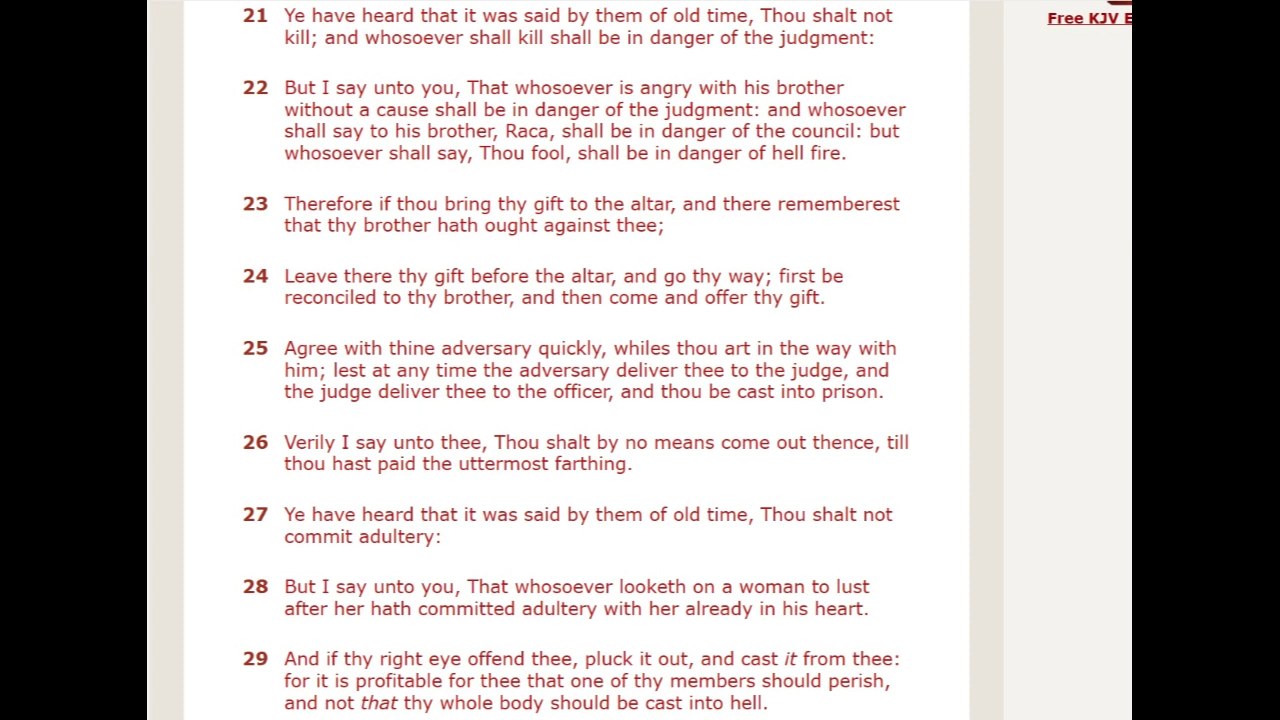 21 Ye have heard that it was said by them of old time, Thou shalt not
kill; and whosoever shall kill shall be in danger of the judgment:
22 But I say unto you, That whosoever is angry with his brother
without a cause shall be in danger of the judgment: and whosoever
shall say to his brother, Raca, shall be in danger of the council: but
whosoever shall say, Thou fool, shall be in danger of hell fire.
23 Therefore if thou bring thy gift to the altar, and there rememberest
that thy brother hath ought against thee;
24 Leave there thy gift before the altar, and go thy way; first be
reconciled to thy brother, and then come and offer thy gift.
25 Agree with thine adversary quickly, whiles thou art in the way with
him; lest at any time the adversary deliver thee to the judge, and
the judge deliver thee to the officer, and thou be cast into prison.
26 Verily I say unto thee, Thou shalt by no means come out thence, till
thou hast paid the uttermost farthing.
27 Ye have heard that it was said by them of old time, Thou shalt not
commit adultery:
28 But I say unto you, That whosoever looketh on a woman to lust
after her hath committed adultery with her already in his heart.
29 And if thy right eye offend thee, pluck it out, and cast it from thee:
for it is profitable for thee that one of thy members should perish,
and not that thy whole body should be cast into hell.
Free KJV E